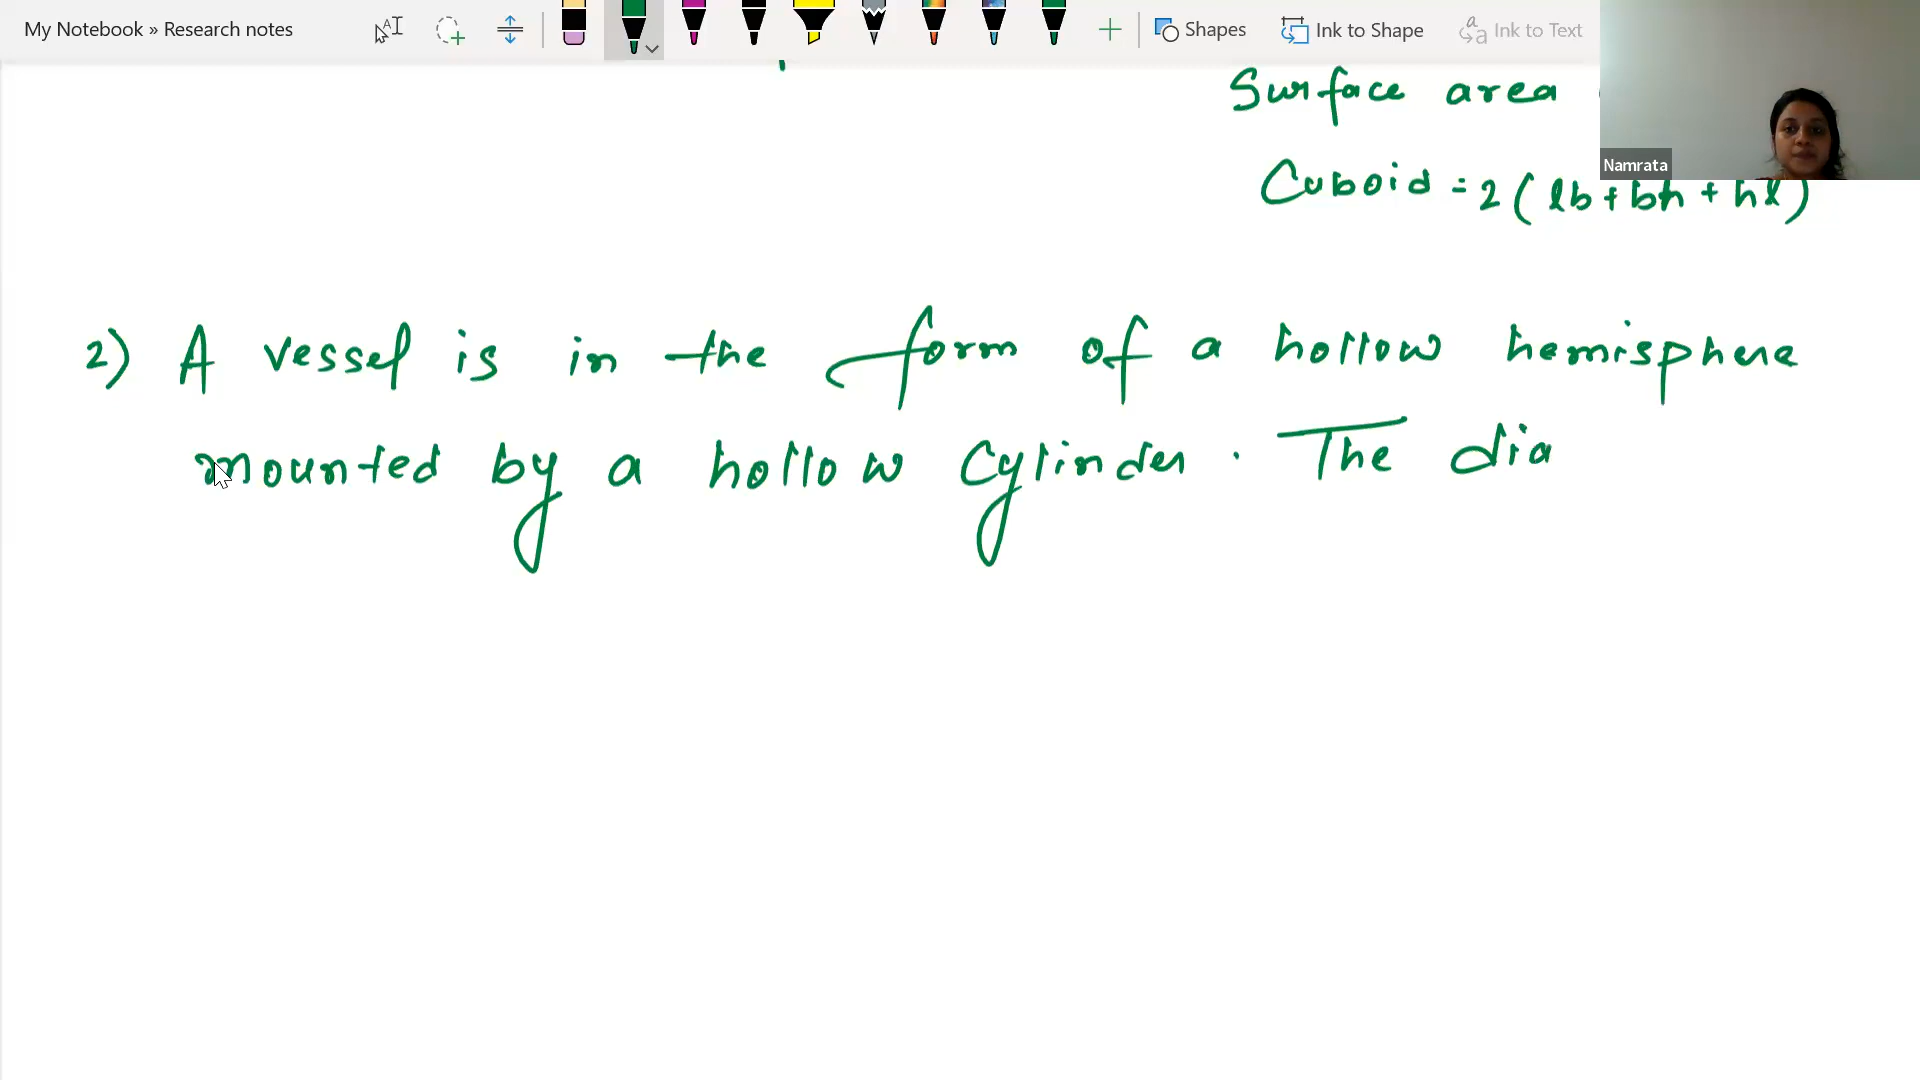 My Notebook » Research notes
Shapes
Ink to Shape
Ink to Text
Surface area
Namrata
Cuboid = 2 ( lb + bh + hl )
2) A vessel is in the form of a hollow hemisphere
mounted by a hollow cylinder . The dia